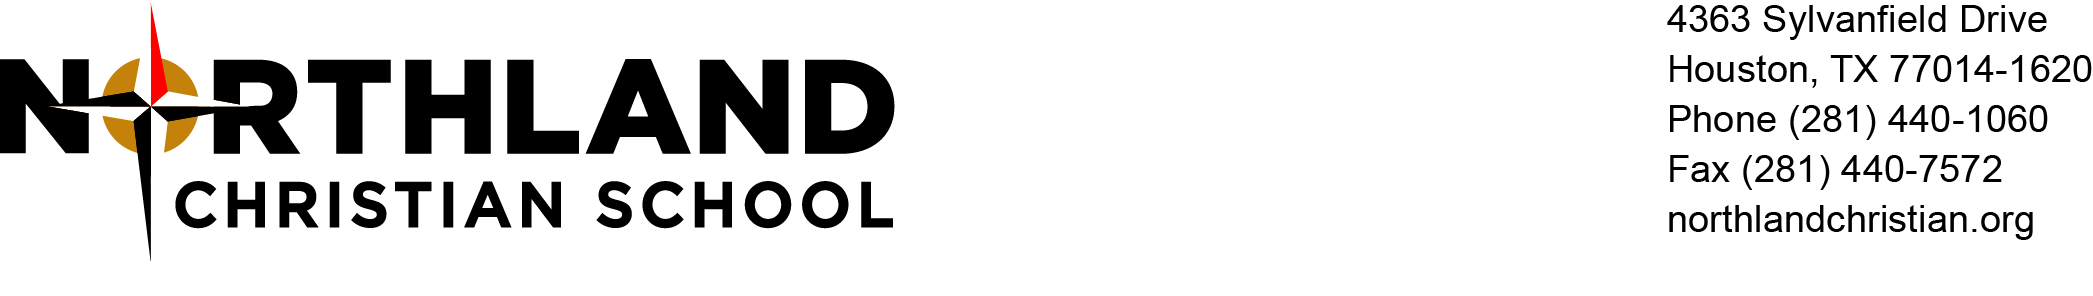 NORTHLAND
CHRISTIAN SCHOOL
4363 Sylvanfield Drive
Houston, TX 77014-1620
Phone (281) 440-1060
Fax (281) 440-7572
northlandchristian.org